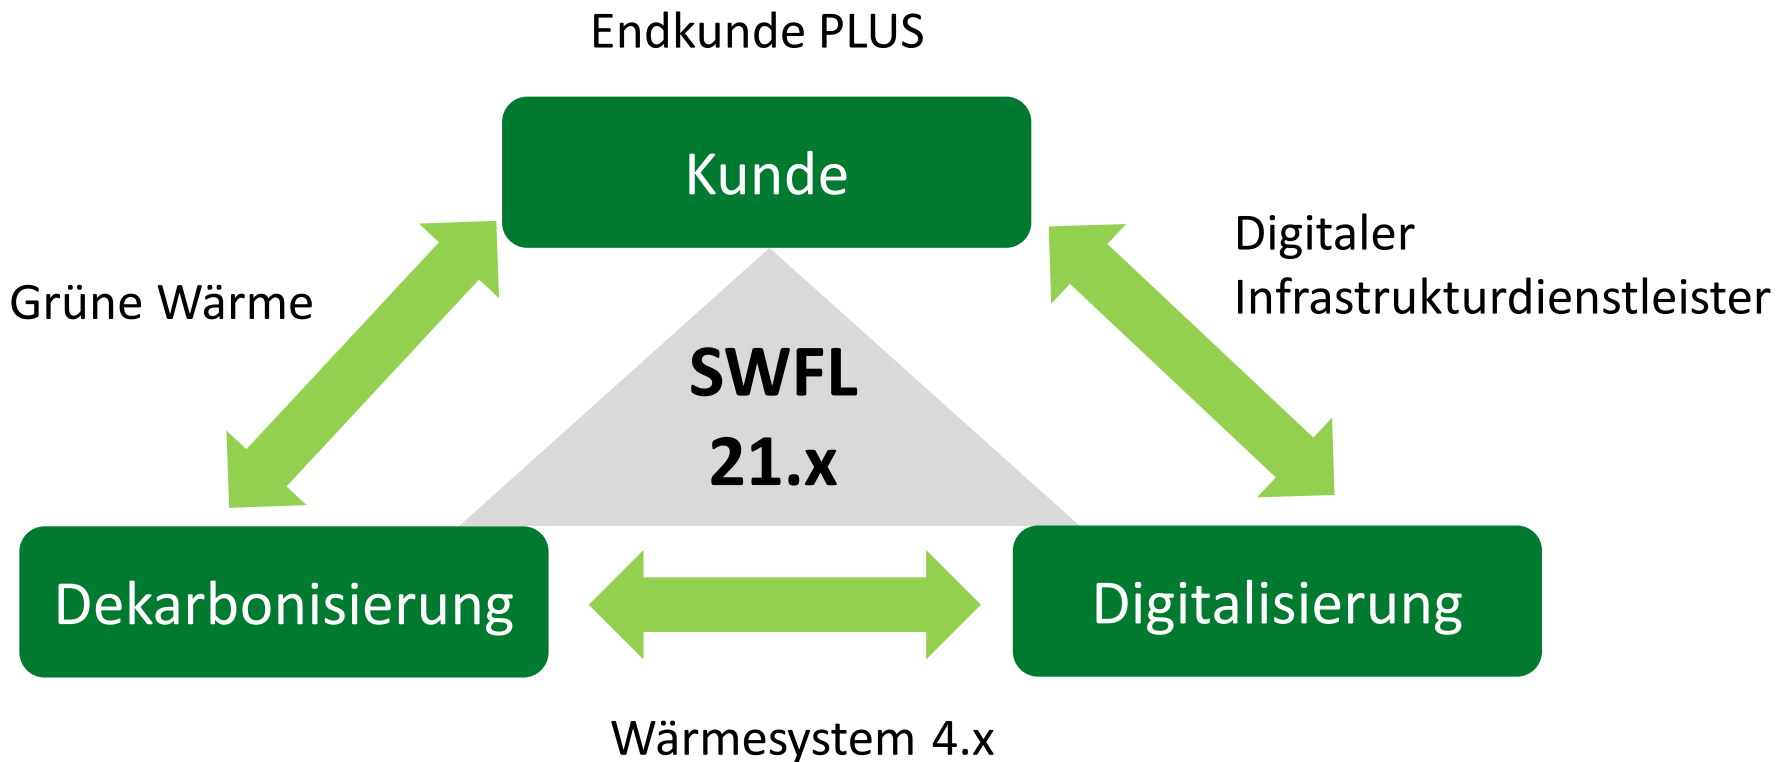 Endkunde PLUS
Kunde
Digitaler
Infrastrukturdienstleister
Grüne Wärme
SWFL
21.x
Dekarbonisierung
Digitalisierung
Wärmesystem 4.x